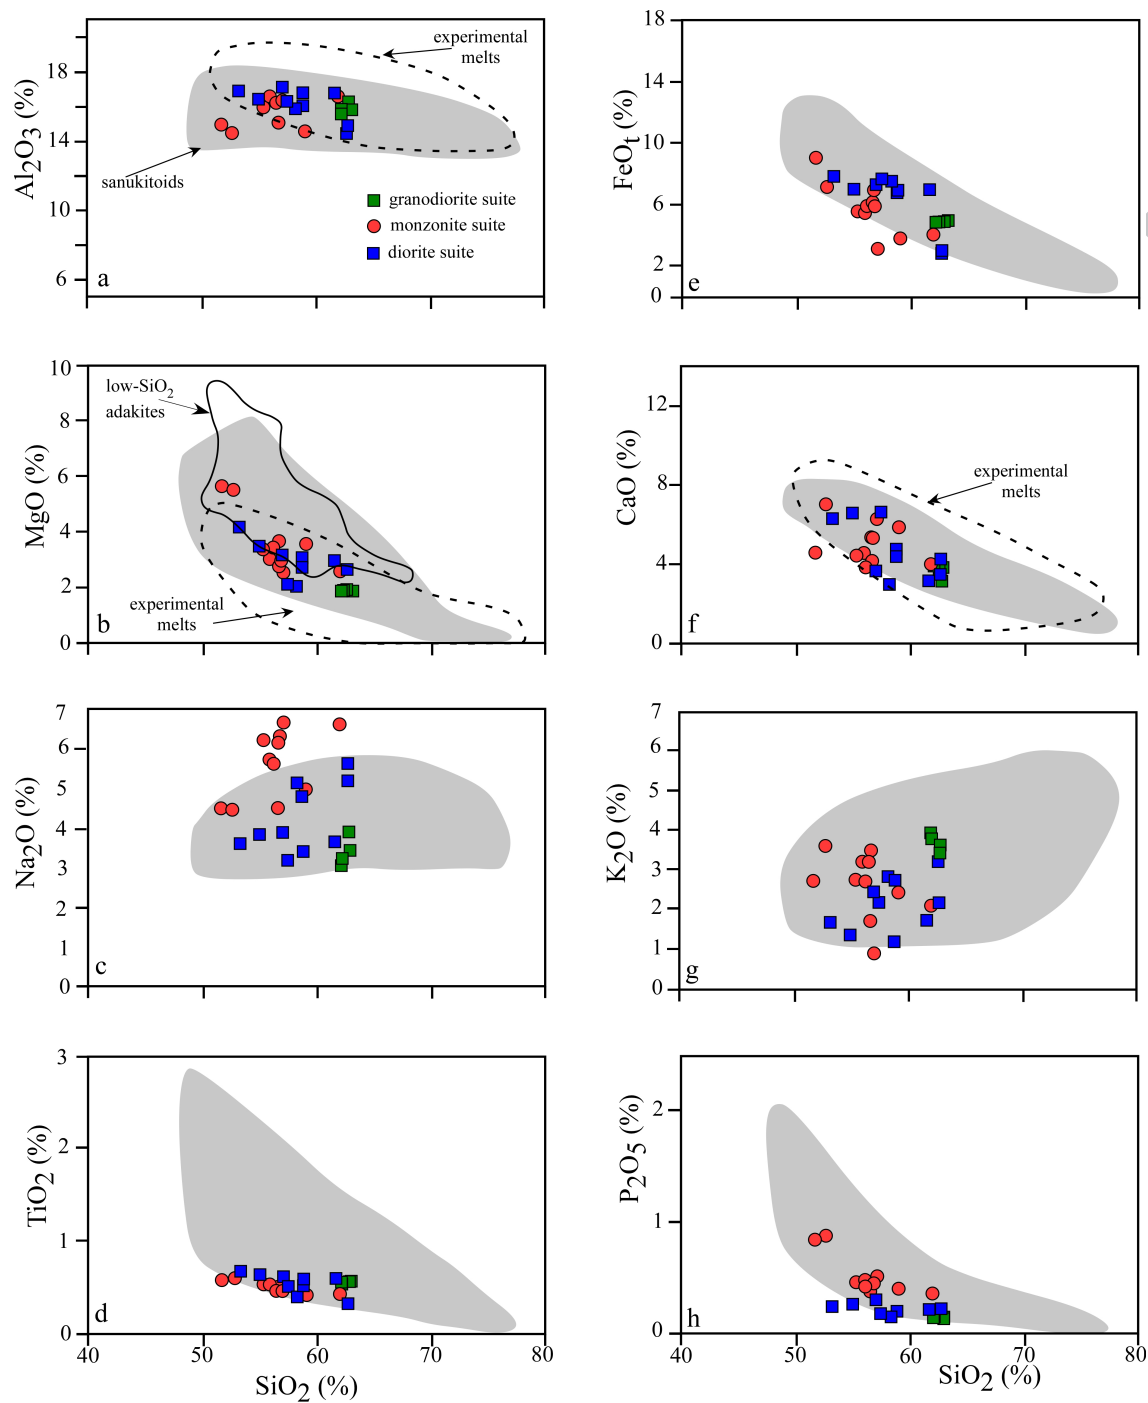 Al2O3 (%)
18
14
10
6
experimental
melts
sanukitoids
granodiorite suite
monzonite suite
diorite suite
a
FeOt (%)
18
14
10
6
2
0
e
MgO (%)
10
8
6
4
2
0
low-SiO2
adakites
experimental
melts
b
CaO (%)
12
8
4
0
experimental
melts
f
Na2O (%)
7
6
5
4
3
2
1
0
c
K2O (%)
7
6
5
4
3
2
1
0
g
TiO2 (%)
3
2
1
0
d
40
50
60
70
80
SiO2 (%)
P2O5 (%)
2
1
0
h
40
50
60
70
80
SiO2 (%)